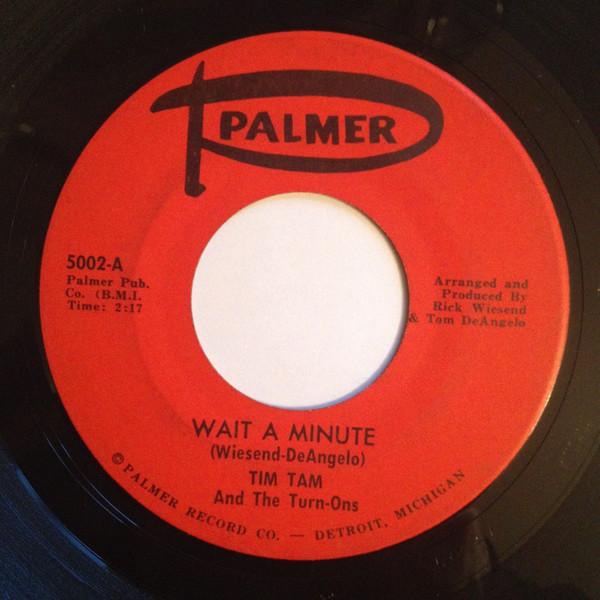 PALMER
5002-A
Palmer Pub.
Co. (B.M.I.
Time: 2:17
Arranged and
Produced By
Rick Wiesend
& Tom DeAngelo
WAIT A MINUTE
(Wiesend-DeAngelo)
TIM TAM
And The Turn-Ons
© PALMER RECORD CO. — DETROIT, MICHIGAN